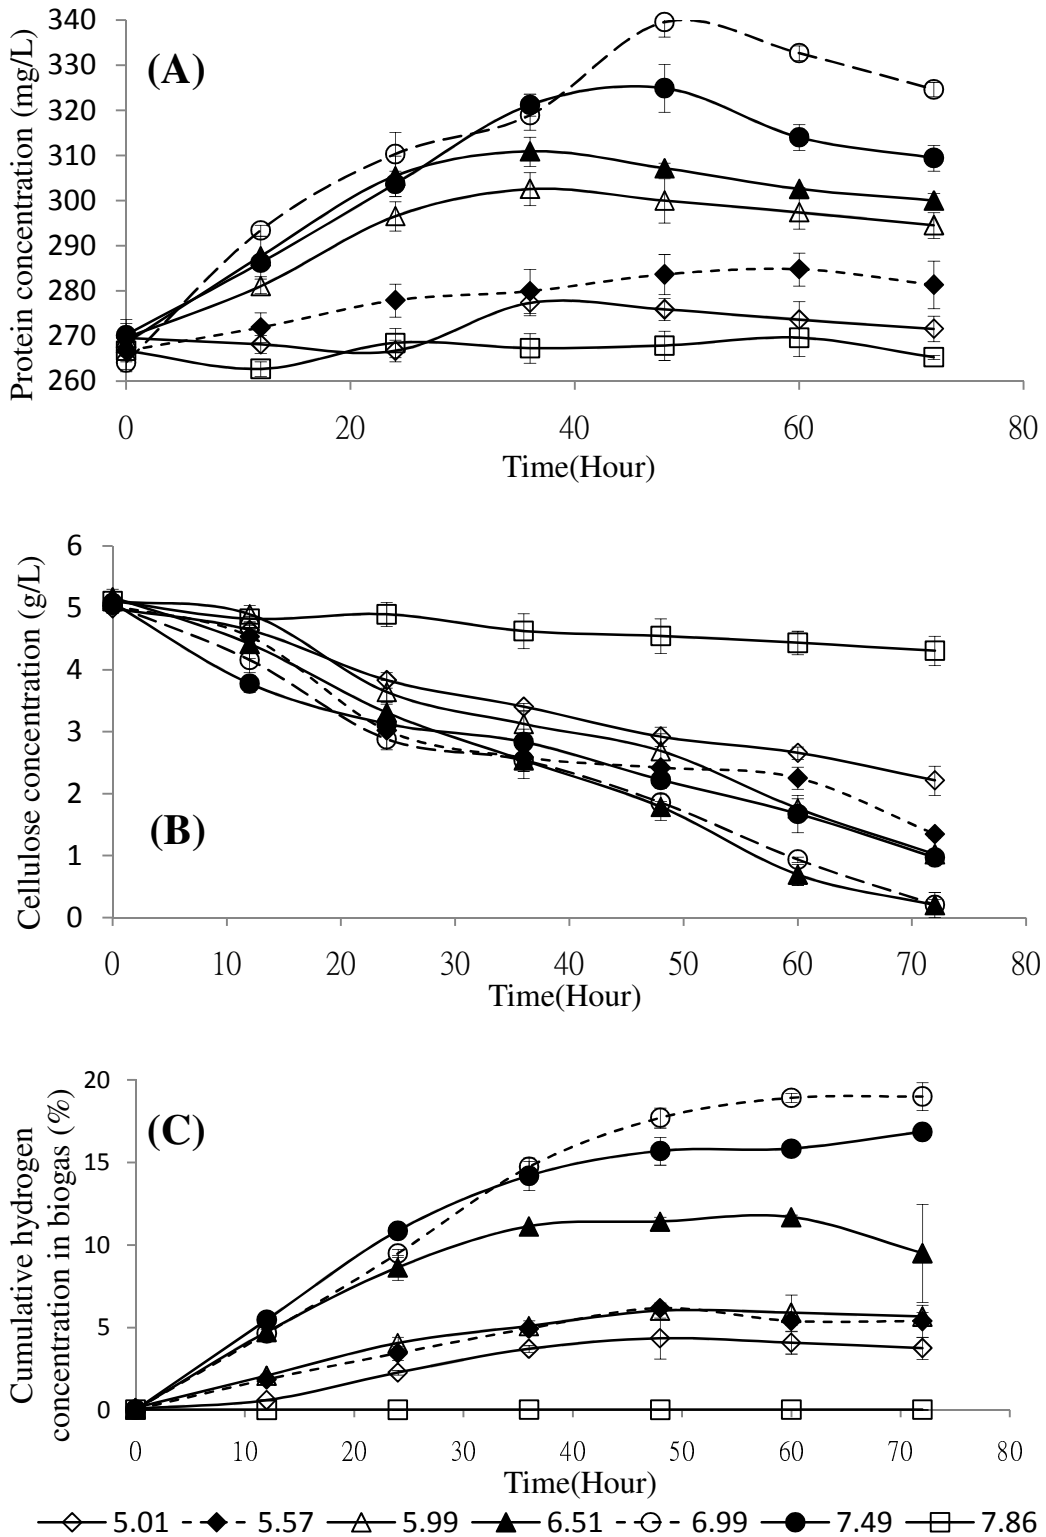 340
330
320
310
300
290
280
270
260
Protein concentration (mg/L)
(A)
0 20 40 60 80
Time(Hour)
6
5
4
3
2
1
0
Cellulose concentration (g/L)
(B)
0 10 20 30 40 50 60 70 80
Time(Hour)
20
15
10
5
0
Cumulative hydrogen
concentration in biogas (%)
(C)
0 10 20 30 40 50 60 70 80
Time(Hour)
5.01 5.57 5.99 6.51 6.99 7.49 7.86